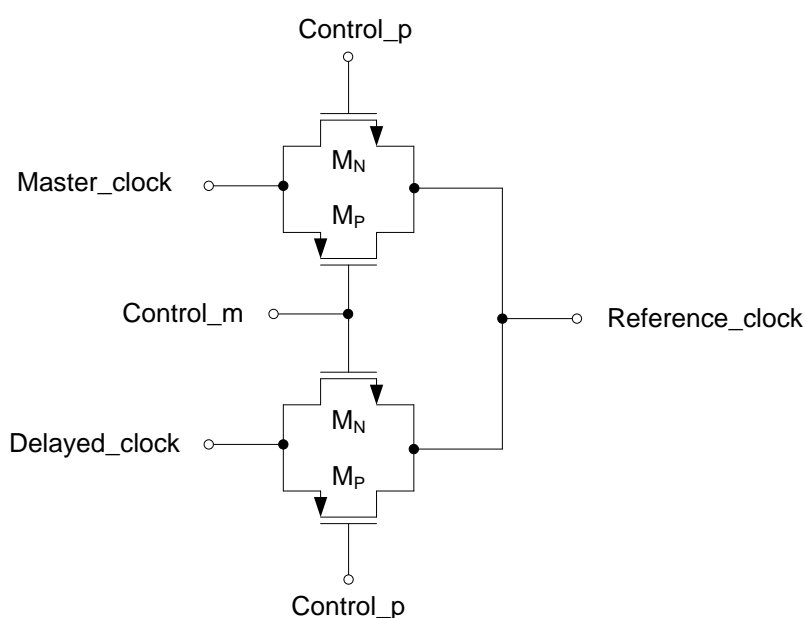 Control_p
M_N
Master_clock
M_P
Control_m
Reference_clock
M_N
Delayed_clock
M_P
Control_p